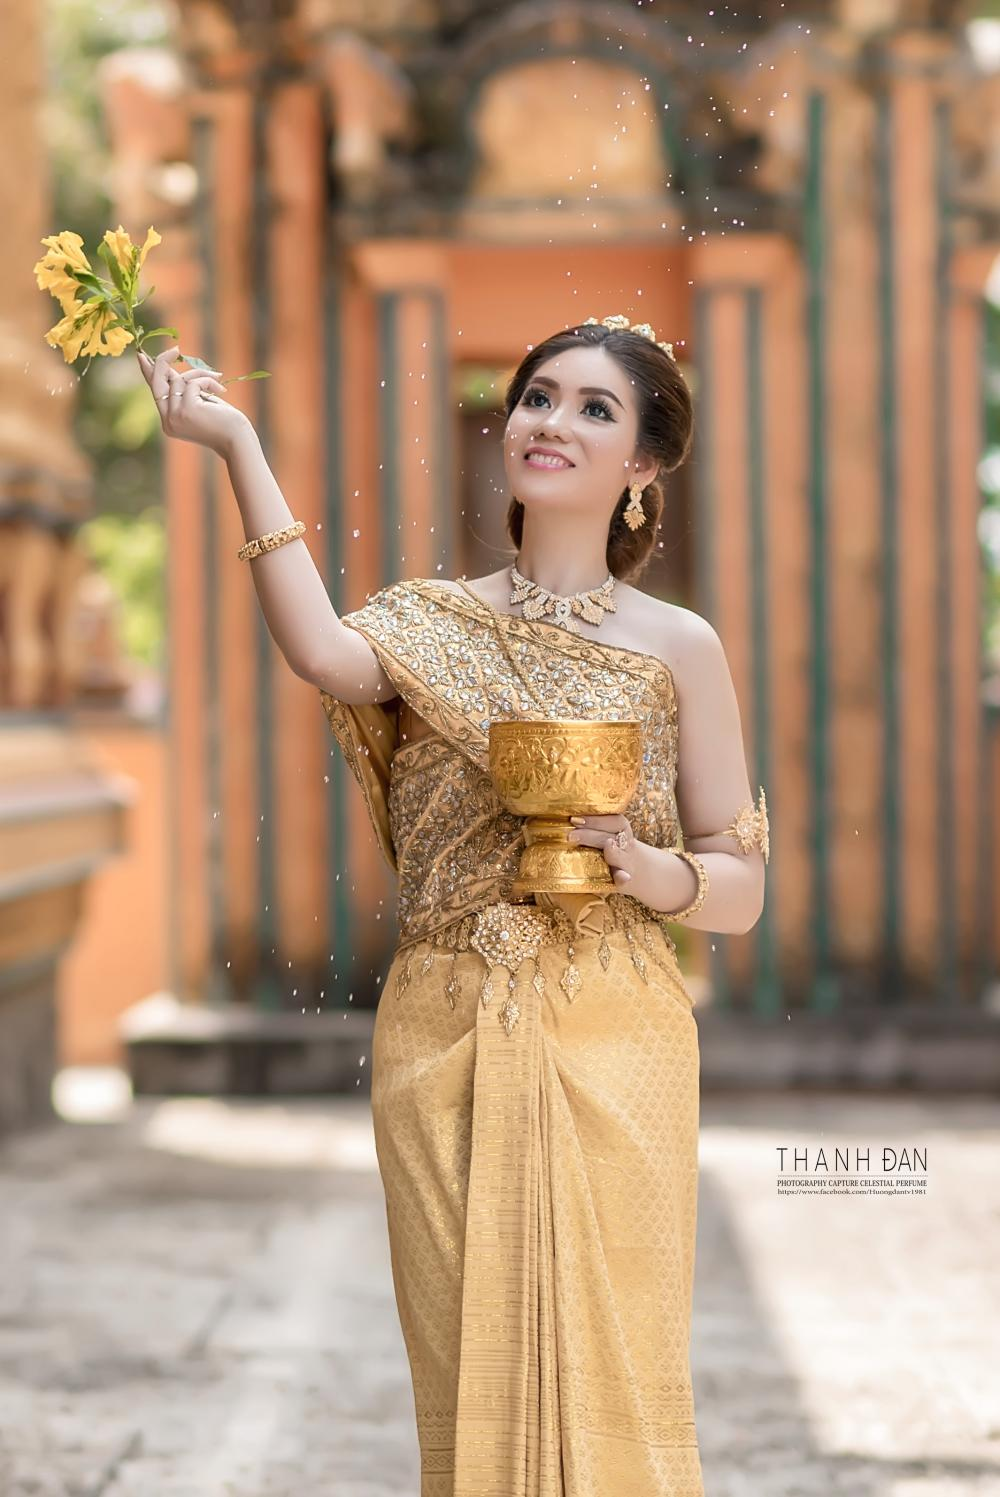 THANH ĐAN
PHOTOGRAPHY CAPTURE CELESTIAL PERFUME
https://www.facebook.com/Huongdantv1981